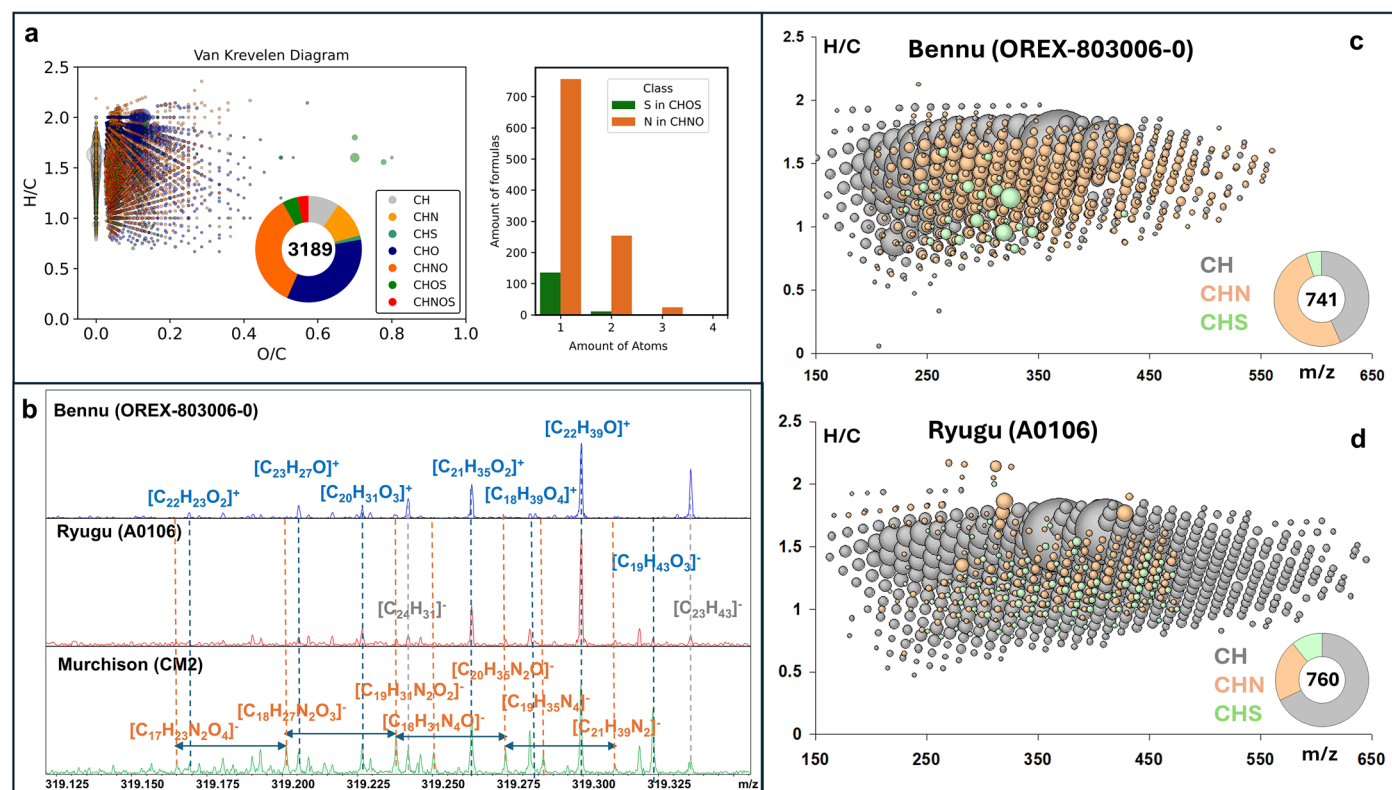 a
Van Krevelen Diagram
2.5
2.0
1.5
1.0
0.5
0.0
H/C
0.0
0.2
0.4
0.6
0.8
1.0
O/C
3189
CH
CHN
CHS
CHO
CHNO
CHOS
CHNOS
Amount of formulas
700
600
500
400
300
200
100
0
Class
S in CHOS
N in CHNO
1
2
3
4
Amount of Atoms
b
Bennu (OREX-803006-0)
[C₂₂H₂₃O₂]⁺
[C₂₃H₂₇O]⁺
[C₂₀H₃₁O₃]⁺
[C₂₁H₃₅O₂]⁺
[C₁₈H₃₉O₄]⁺
[C₂₂H₃₉O]⁺
Ryugu (A0106)
[C₁₉H₄₃O₃]⁻
[C₂₄H₃₁]⁻
[C₂₃H₄₃]⁻
Murchison (CM2)
[C₁₇H₂₃N₂O₄]⁻
[C₁₈H₂₇N₂O₃]⁻
[C₁₉H₃₁N₂O₂]⁻
[C₁₈H₃₁N₄O]⁻
[C₂₀H₃₅N₂O]⁻
[C₁₉H₃₅N₄]⁻
[C₂₁H₃₉N₂]⁻
319.125
319.150
319.175
319.200
319.225
319.250
319.275
319.300
319.325
m/z
c
Bennu (OREX-803006-0)
H/C
2.5
2
1.5
1
0.5
0
150
250
350
450
550
650
m/z
CH
CHN
CHS
741
d
Ryugu (A0106)
H/C
2.5
2
1.5
1
0.5
0
150
250
350
450
550
650
m/z
CH
CHN
CHS
760